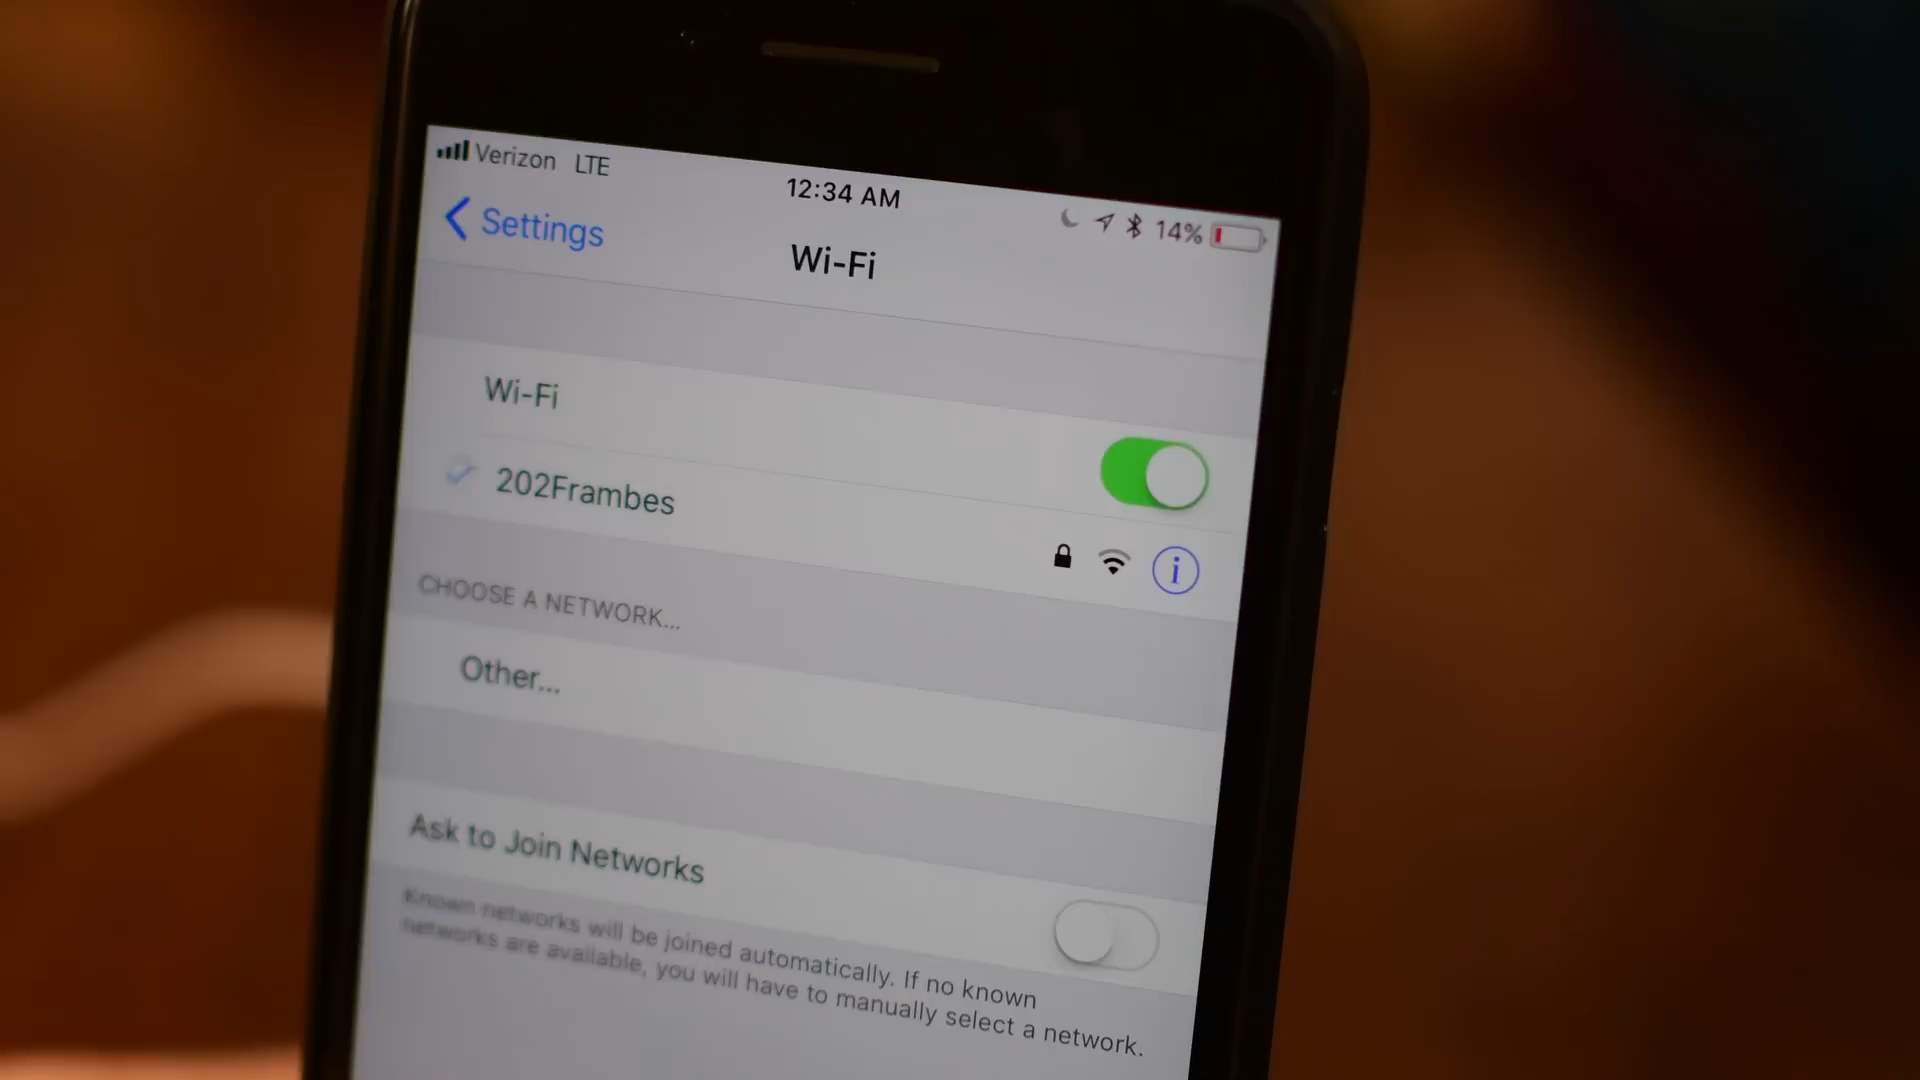 Verizon LTE
12:34 AM
14%
Settings
Wi-Fi
Wi-Fi
202Frambes
CHOOSE A NETWORK...
Other...
Ask to Join Networks
Known networks will be joined automatically. If no known
networks are available, you will have to manually select a network.